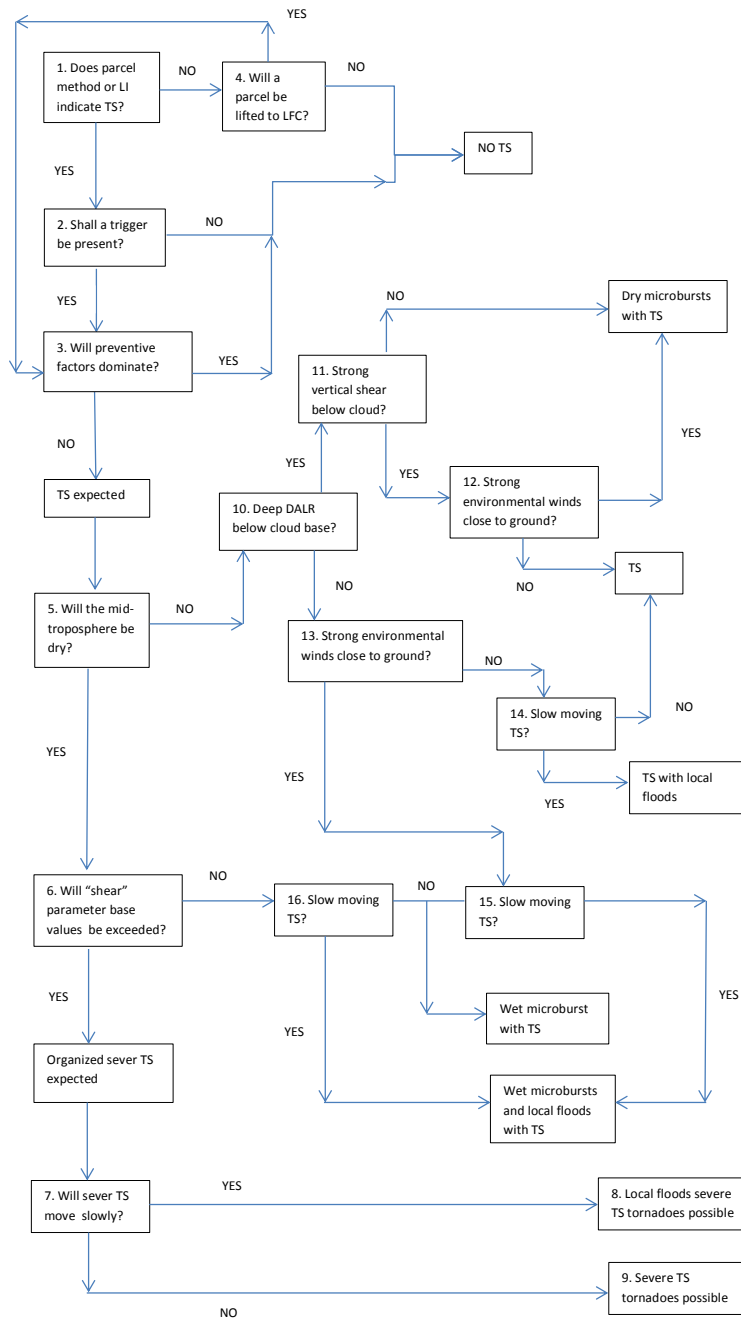 YES
1. Does parcel
method or LI
indicate TS?
NO
4. Will a
parcel be
lifted to LFC?
NO
NO TS
YES
2. Shall a trigger
be present?
NO
YES
3. Will preventive
factors dominate?
YES
NO
Dry microbursts
with TS
11. Strong
vertical shear
below cloud?
YES
NO
YES
YES
12. Strong
environmental winds
close to ground?
TS expected
10. Deep DALR
below cloud base?
NO
TS
NO
5. Will the mid-
troposphere be
dry?
NO
13. Strong environmental
winds close to ground?
NO
14. Slow moving
TS?
NO
YES
YES
TS with local
floods
YES
6. Will "shear"
parameter base
values be exceeded?
NO
16. Slow moving
TS?
NO
15. Slow moving
TS?
YES
YES
Wet microburst
with TS
YES
Organized sever TS
expected
Wet microbursts
and local floods
with TS
7. Will sever TS
move slowly?
YES
8. Local floods severe
TS tornadoes possible
9. Severe TS
tornadoes possible
NO